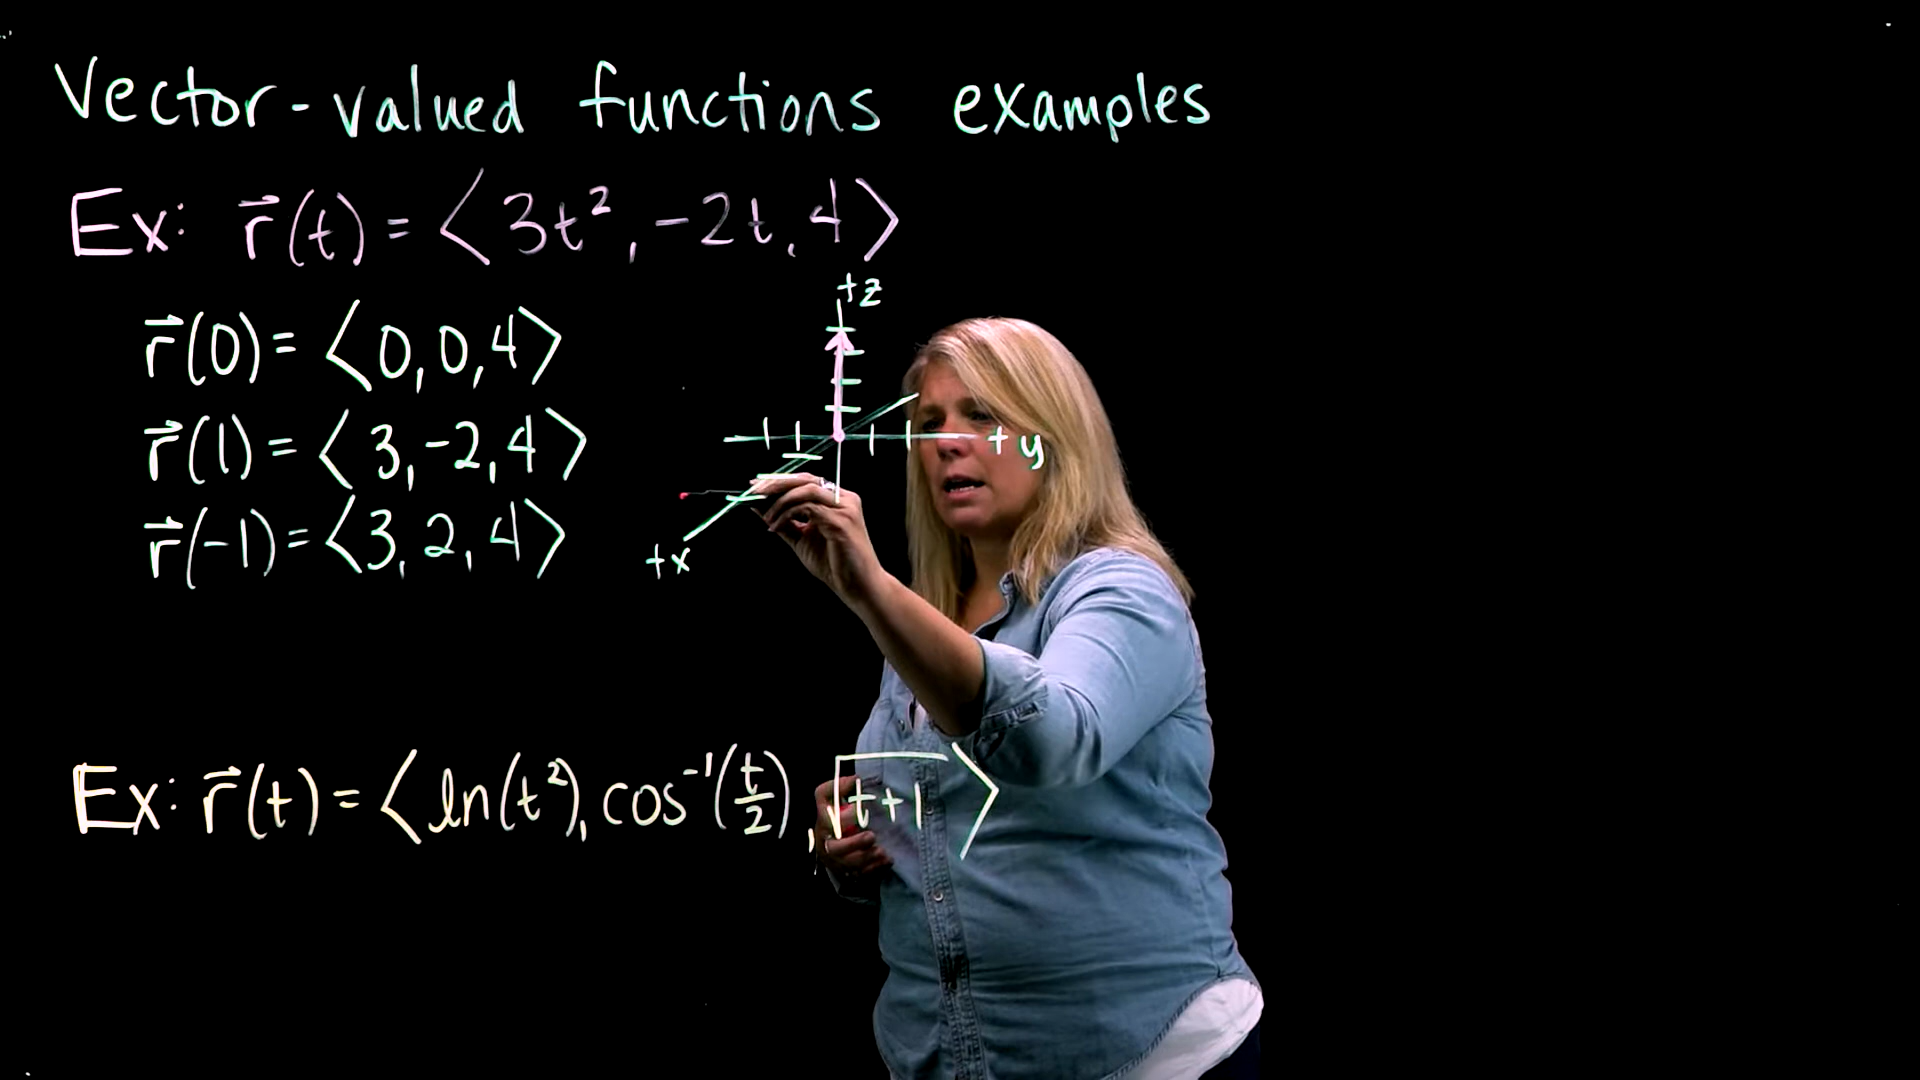 Vector-valued functions examples
Ex: r⃗(t) = ⟨3t², -2t, 4⟩
+z
r⃗(0) = ⟨0, 0, 4⟩
r⃗(1) = ⟨3, -2, 4⟩
+y
r⃗(-1) = ⟨3, 2, 4⟩
+x
Ex: r⃗(t) = ⟨ln(t²), cos⁻¹(t/2), √(t+1)⟩